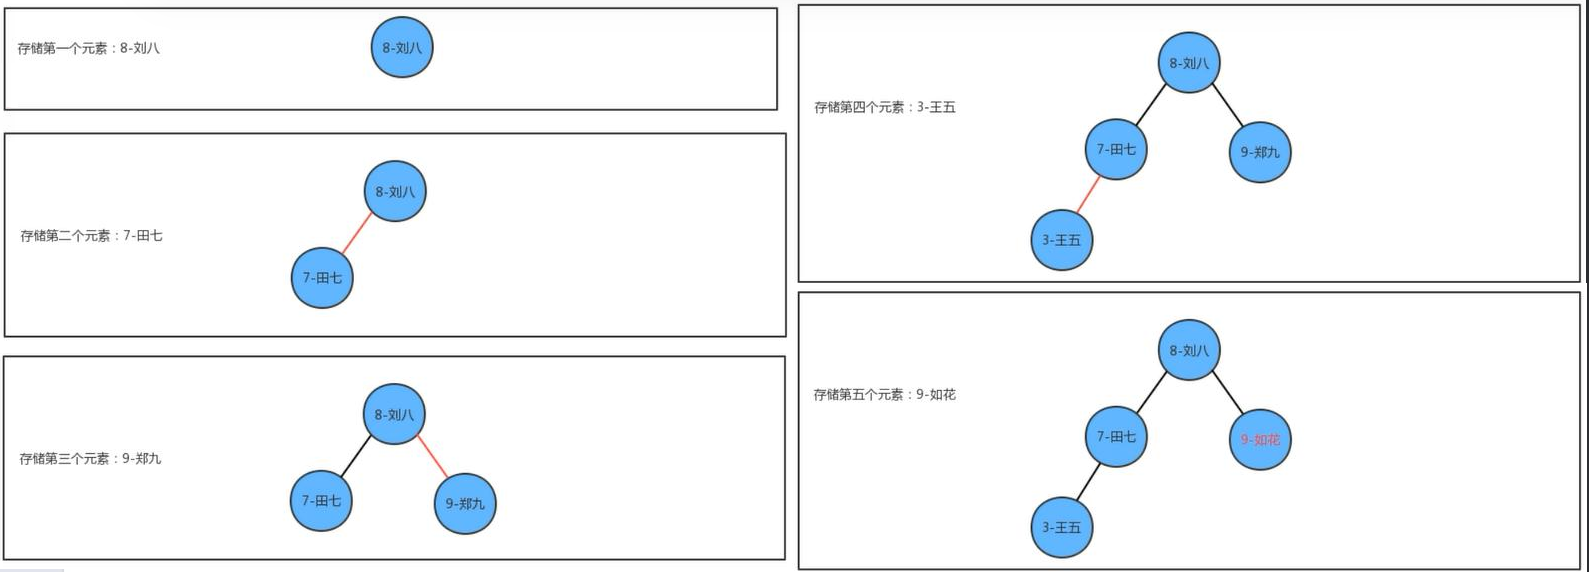 存储第一个元素：8-刘八
8-刘八
存储第二个元素：7-田七
8-刘八
7-田七
存储第三个元素：9-郑九
8-刘八
7-田七
9-郑九
存储第四个元素：3-王五
8-刘八
7-田七
9-郑九
3-王五
存储第五个元素：9-如花
8-刘八
7-田七
9-如花
3-王五